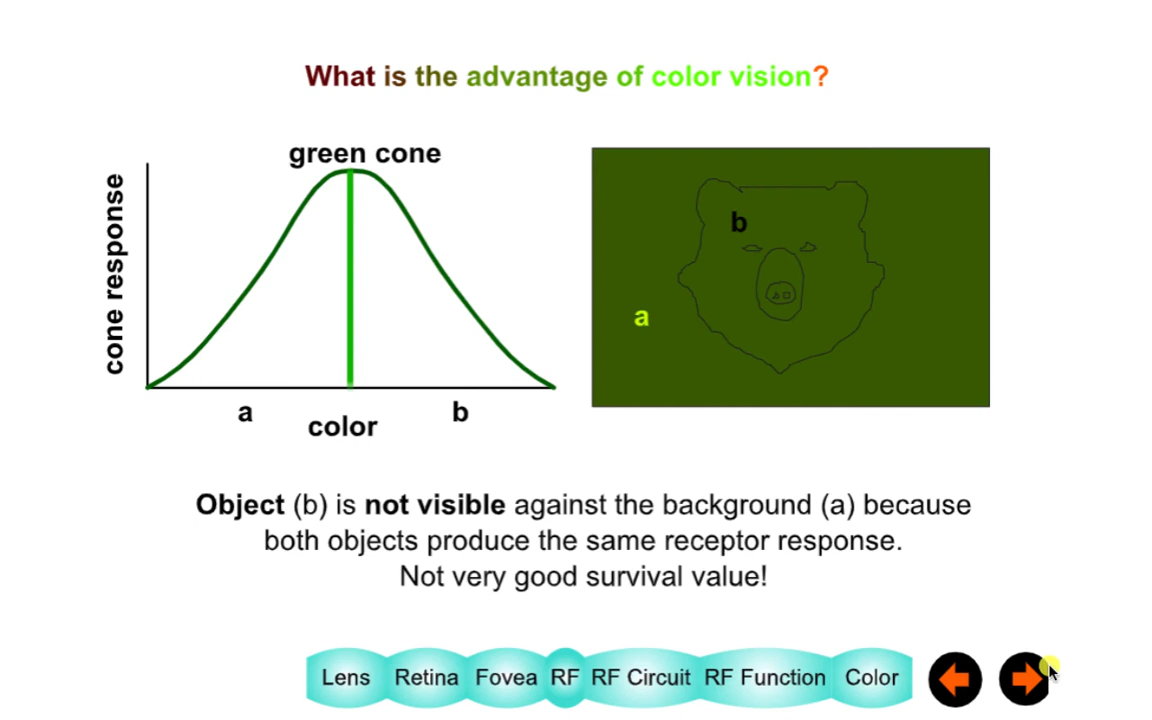 What is the advantage of color vision?
green cone
cone response
a
color
b
b
a
Object (b) is not visible against the background (a) because
both objects produce the same receptor response.
Not very good survival value!
Lens Retina Fovea RF RF Circuit RF Function Color